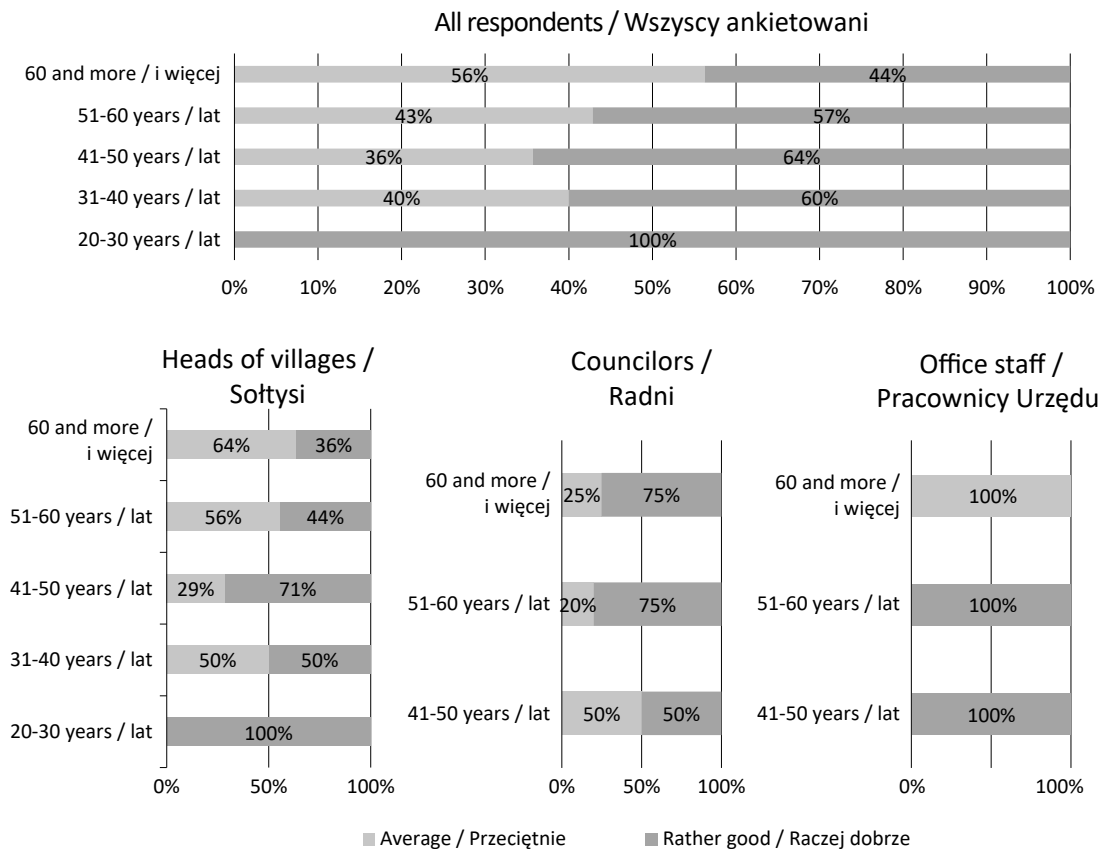 All respondents / Wszyscy ankietowani
60 and more / i więcej 56% 44%
51-60 years / lat 43% 57%
41-50 years / lat 36% 64%
31-40 years / lat 40% 60%
20-30 years / lat 100%
0% 10% 20% 30% 40% 50% 60% 70% 80% 90% 100%
Heads of villages /
Sołtysi
60 and more /
i więcej
64% 36%
51-60 years / lat 56% 44%
41-50 years / lat 29% 71%
31-40 years / lat 50% 50%
20-30 years / lat 100%
0% 50% 100%
Councilors /
Radni
60 and more /
i więcej
25% 75%
51-60 years / lat 20% 75%
41-50 years / lat 50% 50%
0% 50% 100%
Office staff /
Pracownicy Urzędu
60 and more /
i więcej
100%
51-60 years / lat 100%
41-50 years / lat 100%
0% 100%
Average / Przeciętnie Rather good / Raczej dobrze